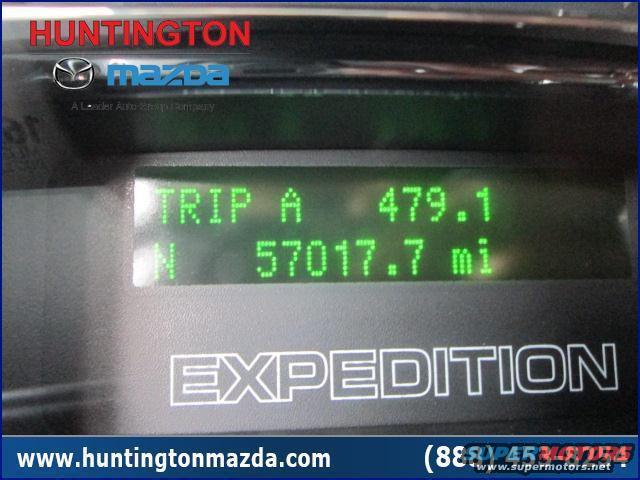 HUNTINGTON
mazda
A Leader Auto Group Company
TRIP A 479.1
N 57017.7 mi
EXPEDITION
www.huntingtonmazda.com (888)
SUPERMOTORS
www.supermotors.net